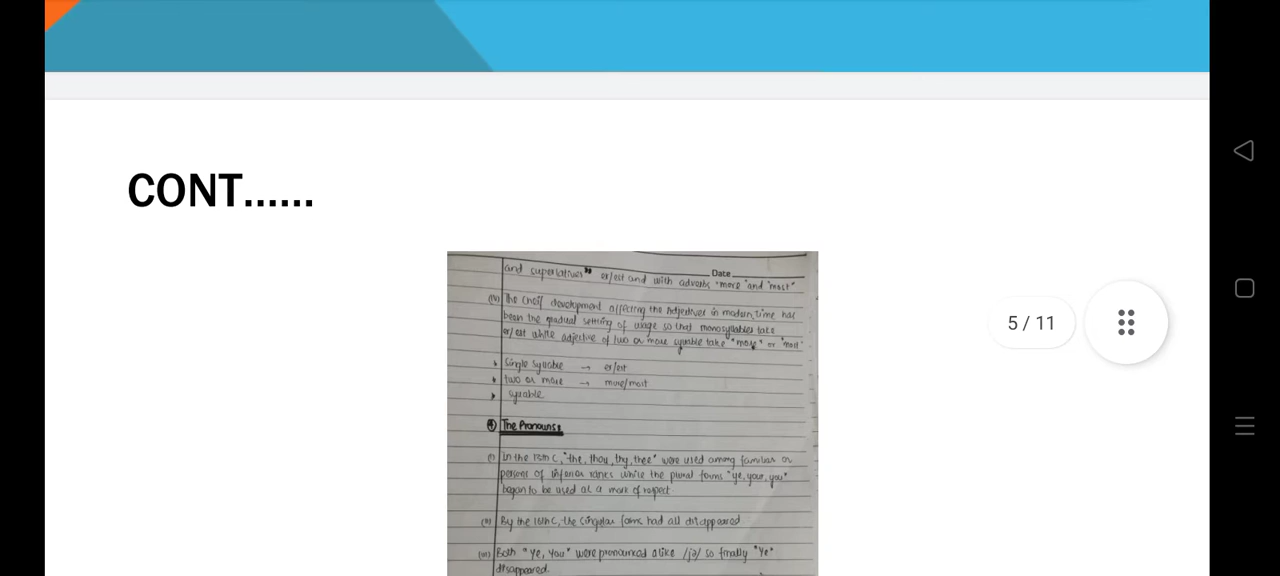 CONT......
Date
and superlatives" er/est and with adverbs "more" and "most"
(iv) The cheif development affecting the Adjectives in modern time has
been the gradual settling of usage so that monosyllables take
er/est while adjective of two or more syllable take "more" or "most"
Single Syllable → er/est
two or more → more/most
syllable
The Pronouns:
(i) In the 13th C, "the, thou, thy, thee" were used among familiar or
persons of inferior ranks while the plural forms "ye, your, you"
began to be used as a mark of respect.
(ii) By the 16th C, the singular forms had all disappeared
(iii) Both "ye, you" were pronounced alike /jə/ so finally "Ye"
disappeared.
5 / 11